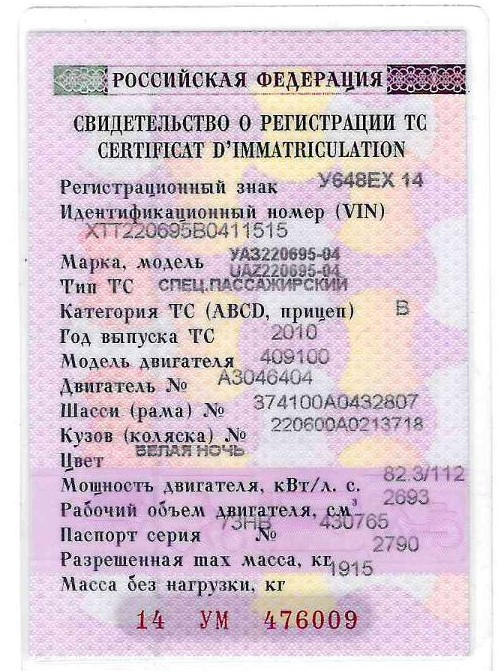 РОССИЙСКАЯ ФЕДЕРАЦИЯ
СВИДЕТЕЛЬСТВО О РЕГИСТРАЦИИ ТС
CERTIFICAT D'IMMATRICULATION
Регистрационный знак У648ЕХ 14
Идентификационный номер (VIN)
XTT220695B0411515
Марка, модель УАЗ220695-04
UAZ220695-04
Тип ТС СПЕЦ.ПАССАЖИРСКИЙ
Категория ТС (ABCD, прицеп) B
Год выпуска ТС 2010
Модель двигателя 409100
Двигатель № А3046404
Шасси (рама) № 374100А0432807
Кузов (коляска) № 220600А0213718
Цвет БЕЛАЯ НОЧЬ
Мощность двигателя, кВт/л. с. 82.3/112
Рабочий объем двигателя, см³ 2693
Паспорт серия 73НВ № 430765
Разрешенная max масса, кг 2790
Масса без нагрузки, кг 1915
14 УМ 476009